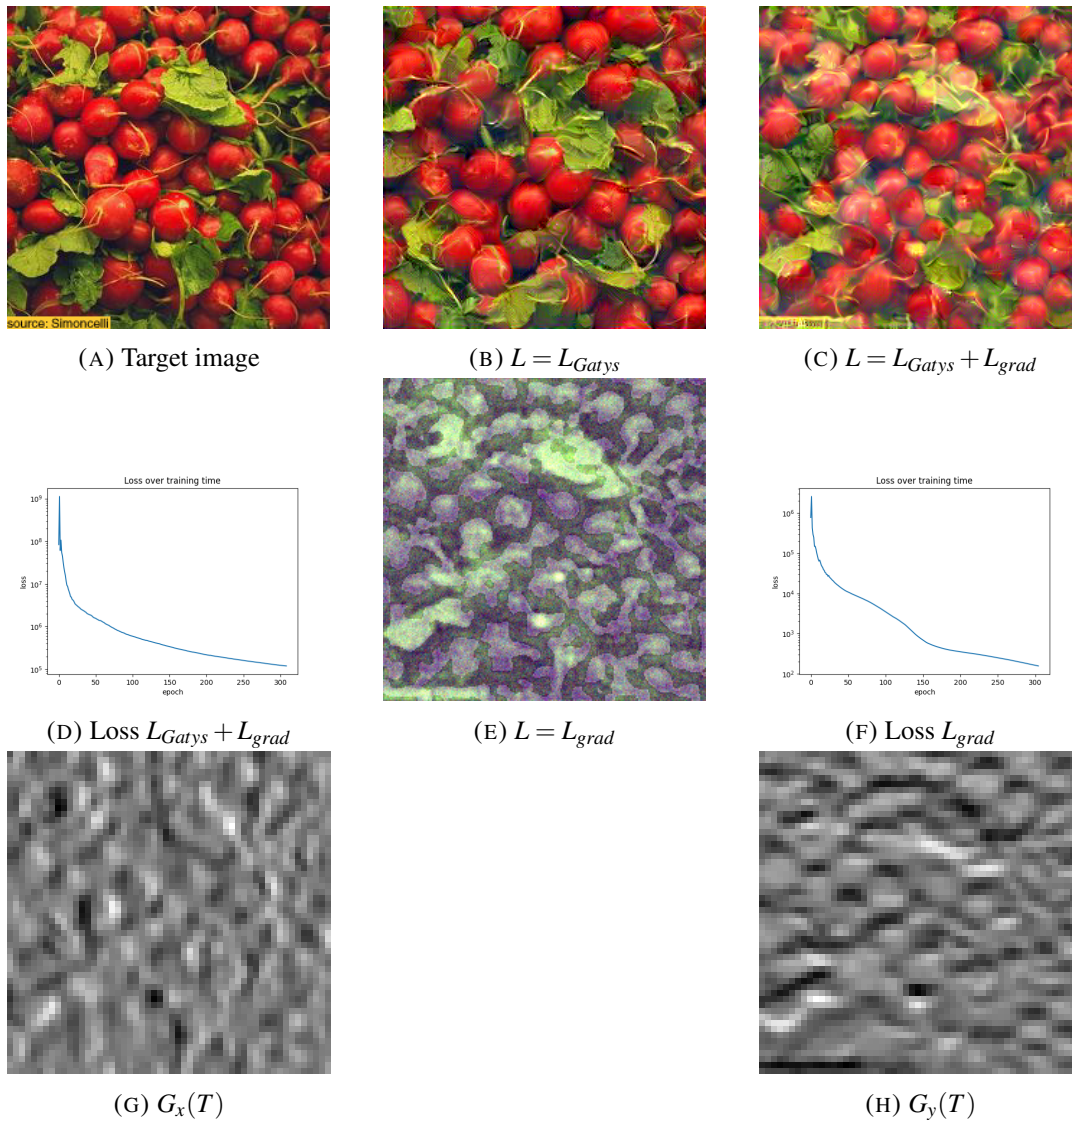 source: Simoncelli
(A) Target image
(B) L = L_Gatys
(C) L = L_Gatys + L_grad
Loss over training time
10^9
10^8
10^7
10^6
10^5
loss
0 50 100 150 200 250 300
epoch
Loss over training time
10^6
10^5
10^4
10^3
10^2
loss
0 50 100 150 200 250 300
epoch
(D) Loss L_Gatys + L_grad
(E) L = L_grad
(F) Loss L_grad
(G) G_x(T)
(H) G_y(T)